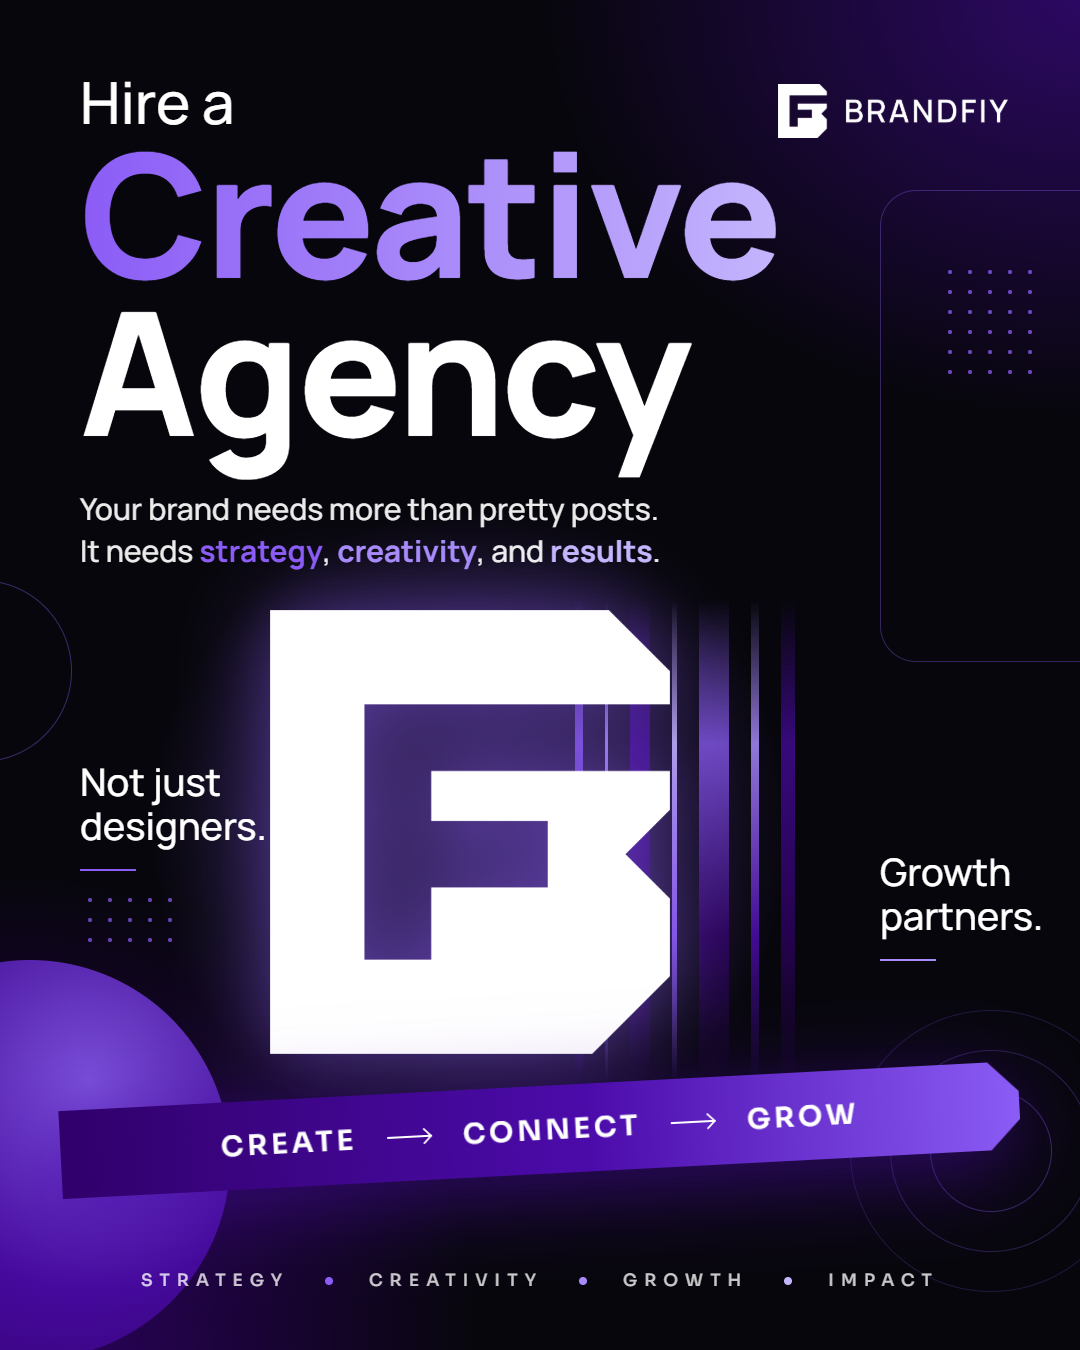 Hire a
BRANDFIY
Creative
Agency
Your brand needs more than pretty posts.
It needs strategy, creativity, and results.
Not just
designers.
Growth
partners.
CREATE → CONNECT → GROW
STRATEGY • CREATIVITY • GROWTH • IMPACT